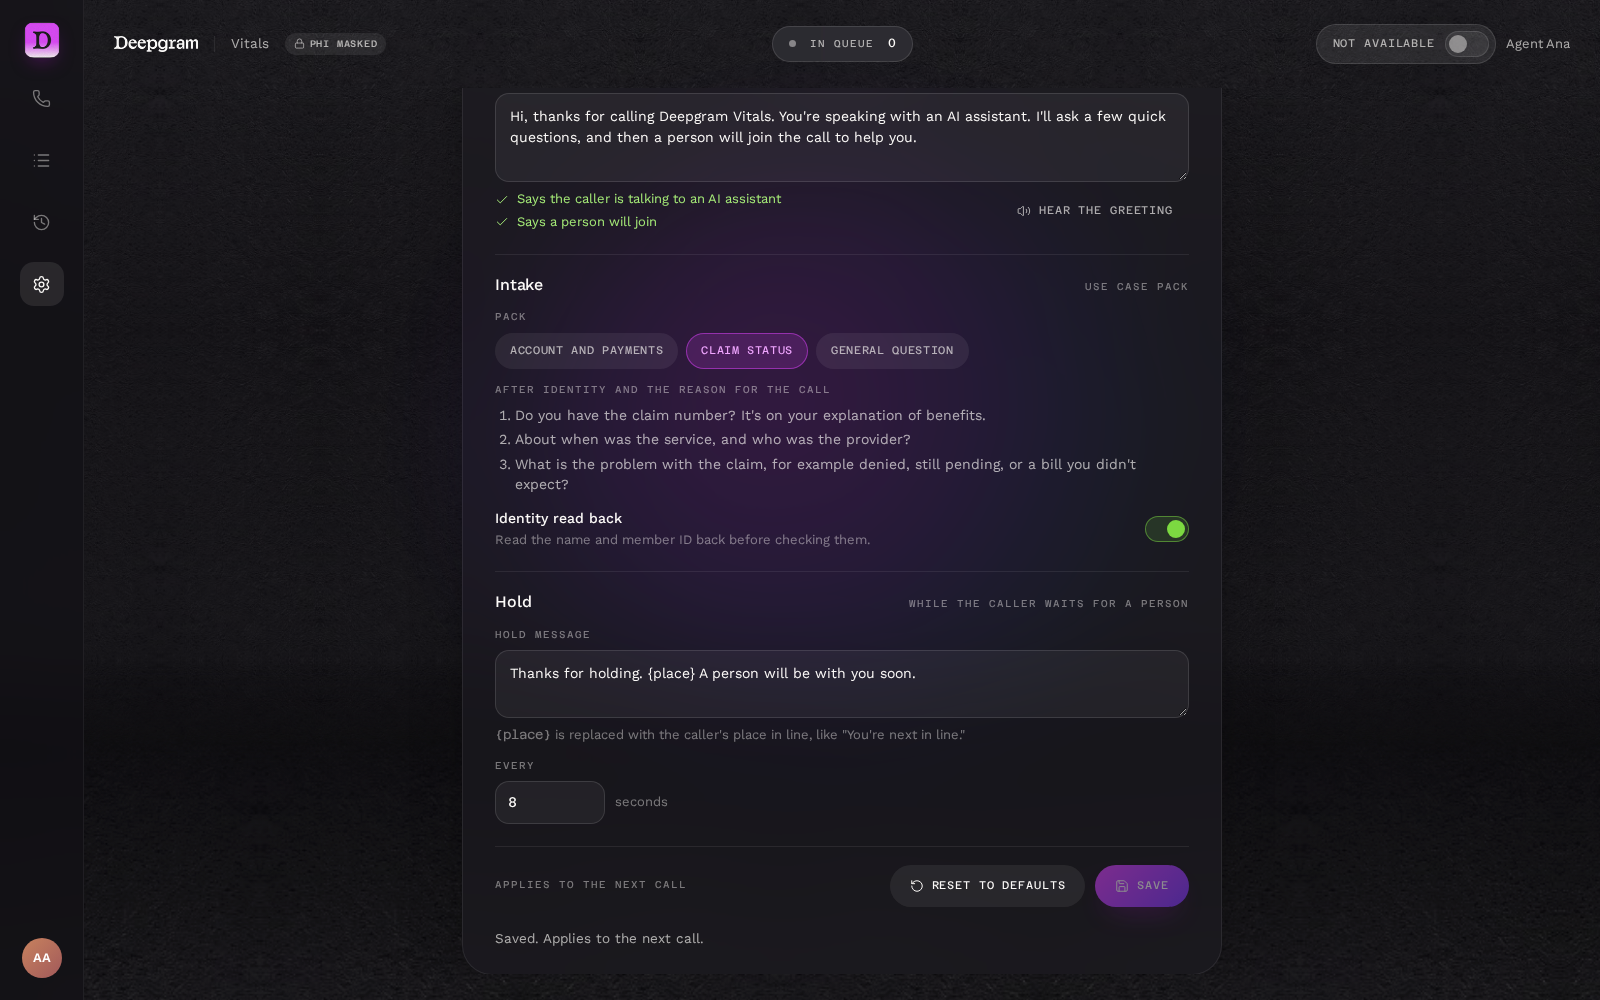 D
Deepgram
Vitals
PHI MASKED
IN QUEUE 0
NOT AVAILABLE
Agent Ana
Hi, thanks for calling Deepgram Vitals. You're speaking with an AI assistant. I'll ask a few quick
questions, and then a person will join the call to help you.
Says the caller is talking to an AI assistant
Says a person will join
HEAR THE GREETING
Intake
USE CASE PACK
PACK
ACCOUNT AND PAYMENTS
CLAIM STATUS
GENERAL QUESTION
AFTER IDENTITY AND THE REASON FOR THE CALL
1. Do you have the claim number? It's on your explanation of benefits.
2. About when was the service, and who was the provider?
3. What is the problem with the claim, for example denied, still pending, or a bill you didn't
expect?
Identity read back
Read the name and member ID back before checking them.
Hold
WHILE THE CALLER WAITS FOR A PERSON
HOLD MESSAGE
Thanks for holding. {place} A person will be with you soon.
{place} is replaced with the caller's place in line, like "You're next in line."
EVERY
8 seconds
APPLIES TO THE NEXT CALL
RESET TO DEFAULTS
SAVE
Saved. Applies to the next call.
AA